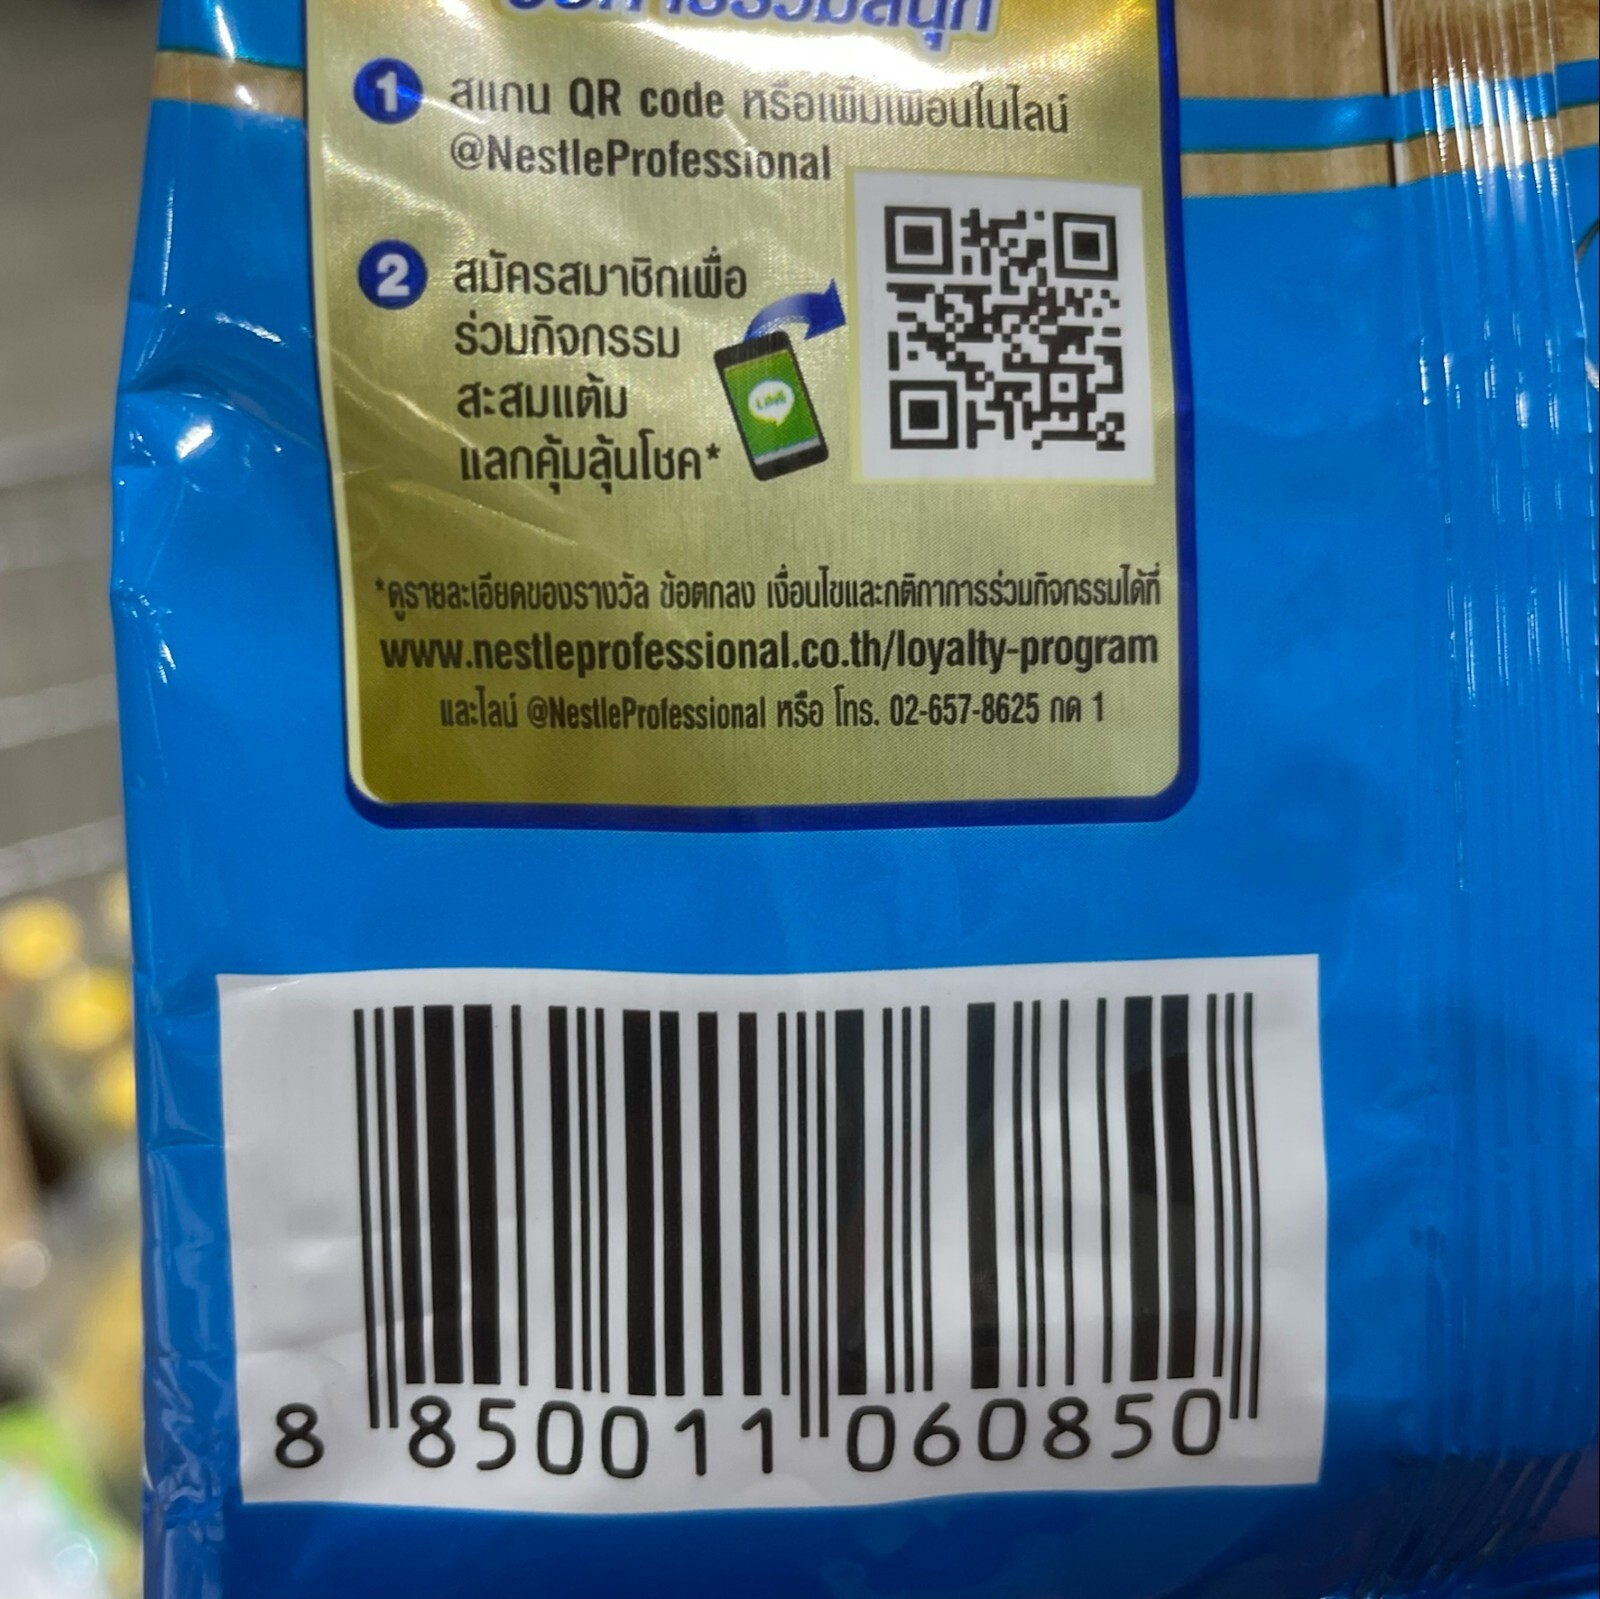 1 สแกน QR code หรือเพิ่มเพื่อนในไลน์
@NestleProfessional
2 สมัครสมาชิกเพื่อ
ร่วมกิจกรรม
สะสมแต้ม
แลกคุ้มลุ้นโชค*
LINE
*ดูรายละเอียดของรางวัล ข้อตกลง เงื่อนไขและกติกาการร่วมกิจกรรมได้ที่
www.nestleprofessional.co.th/loyalty-program
และไลน์ @NestleProfessional หรือ โทร. 02-657-8625 กด 1
8 850011 060850